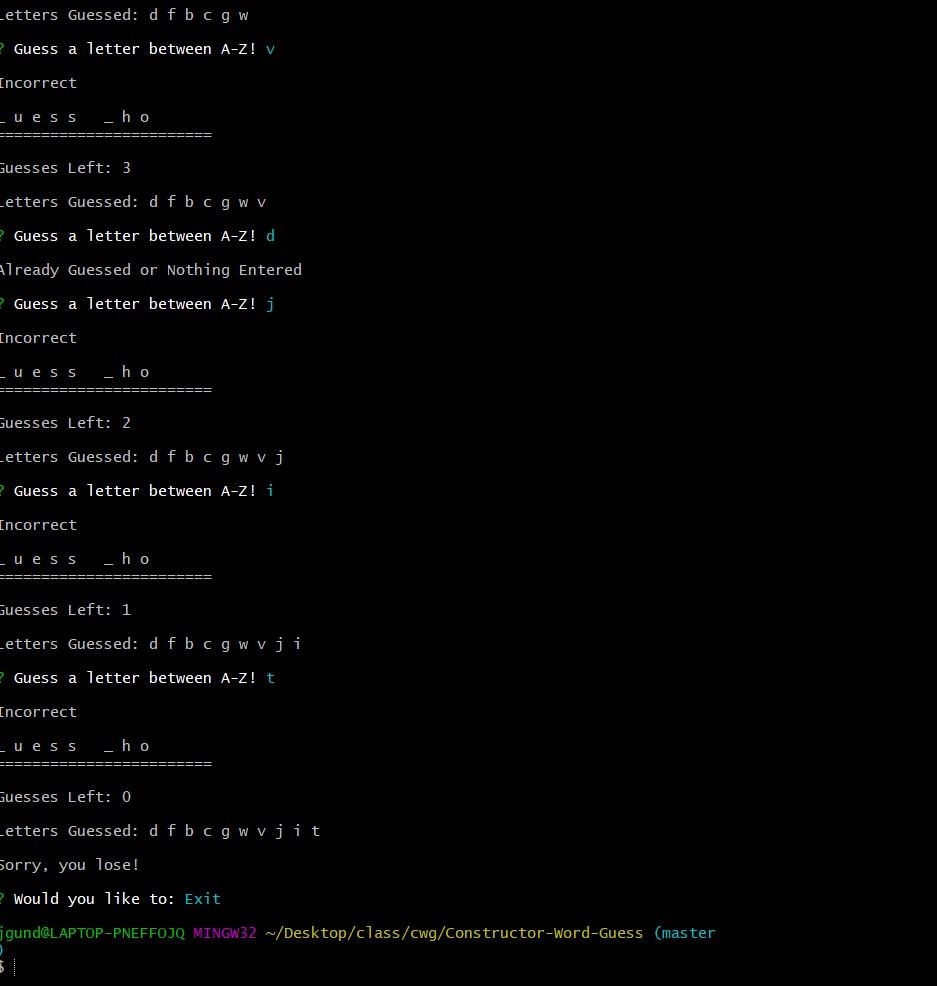 Letters Guessed: d f b c g w
? Guess a letter between A-Z! v
Incorrect
_ u e s s   _ h o
========================
Guesses Left: 3
Letters Guessed: d f b c g w v
? Guess a letter between A-Z! d
Already Guessed or Nothing Entered
? Guess a letter between A-Z! j
Incorrect
_ u e s s   _ h o
========================
Guesses Left: 2
Letters Guessed: d f b c g w v j
? Guess a letter between A-Z! i
Incorrect
_ u e s s   _ h o
========================
Guesses Left: 1
Letters Guessed: d f b c g w v j i
? Guess a letter between A-Z! t
Incorrect
_ u e s s   _ h o
========================
Guesses Left: 0
Letters Guessed: d f b c g w v j i t
Sorry, you lose!
? Would you like to: Exit
jgund@LAPTOP-PNEFFOJQ MINGW32 ~/Desktop/class/cwg/Constructor-Word-Guess (master
)
$